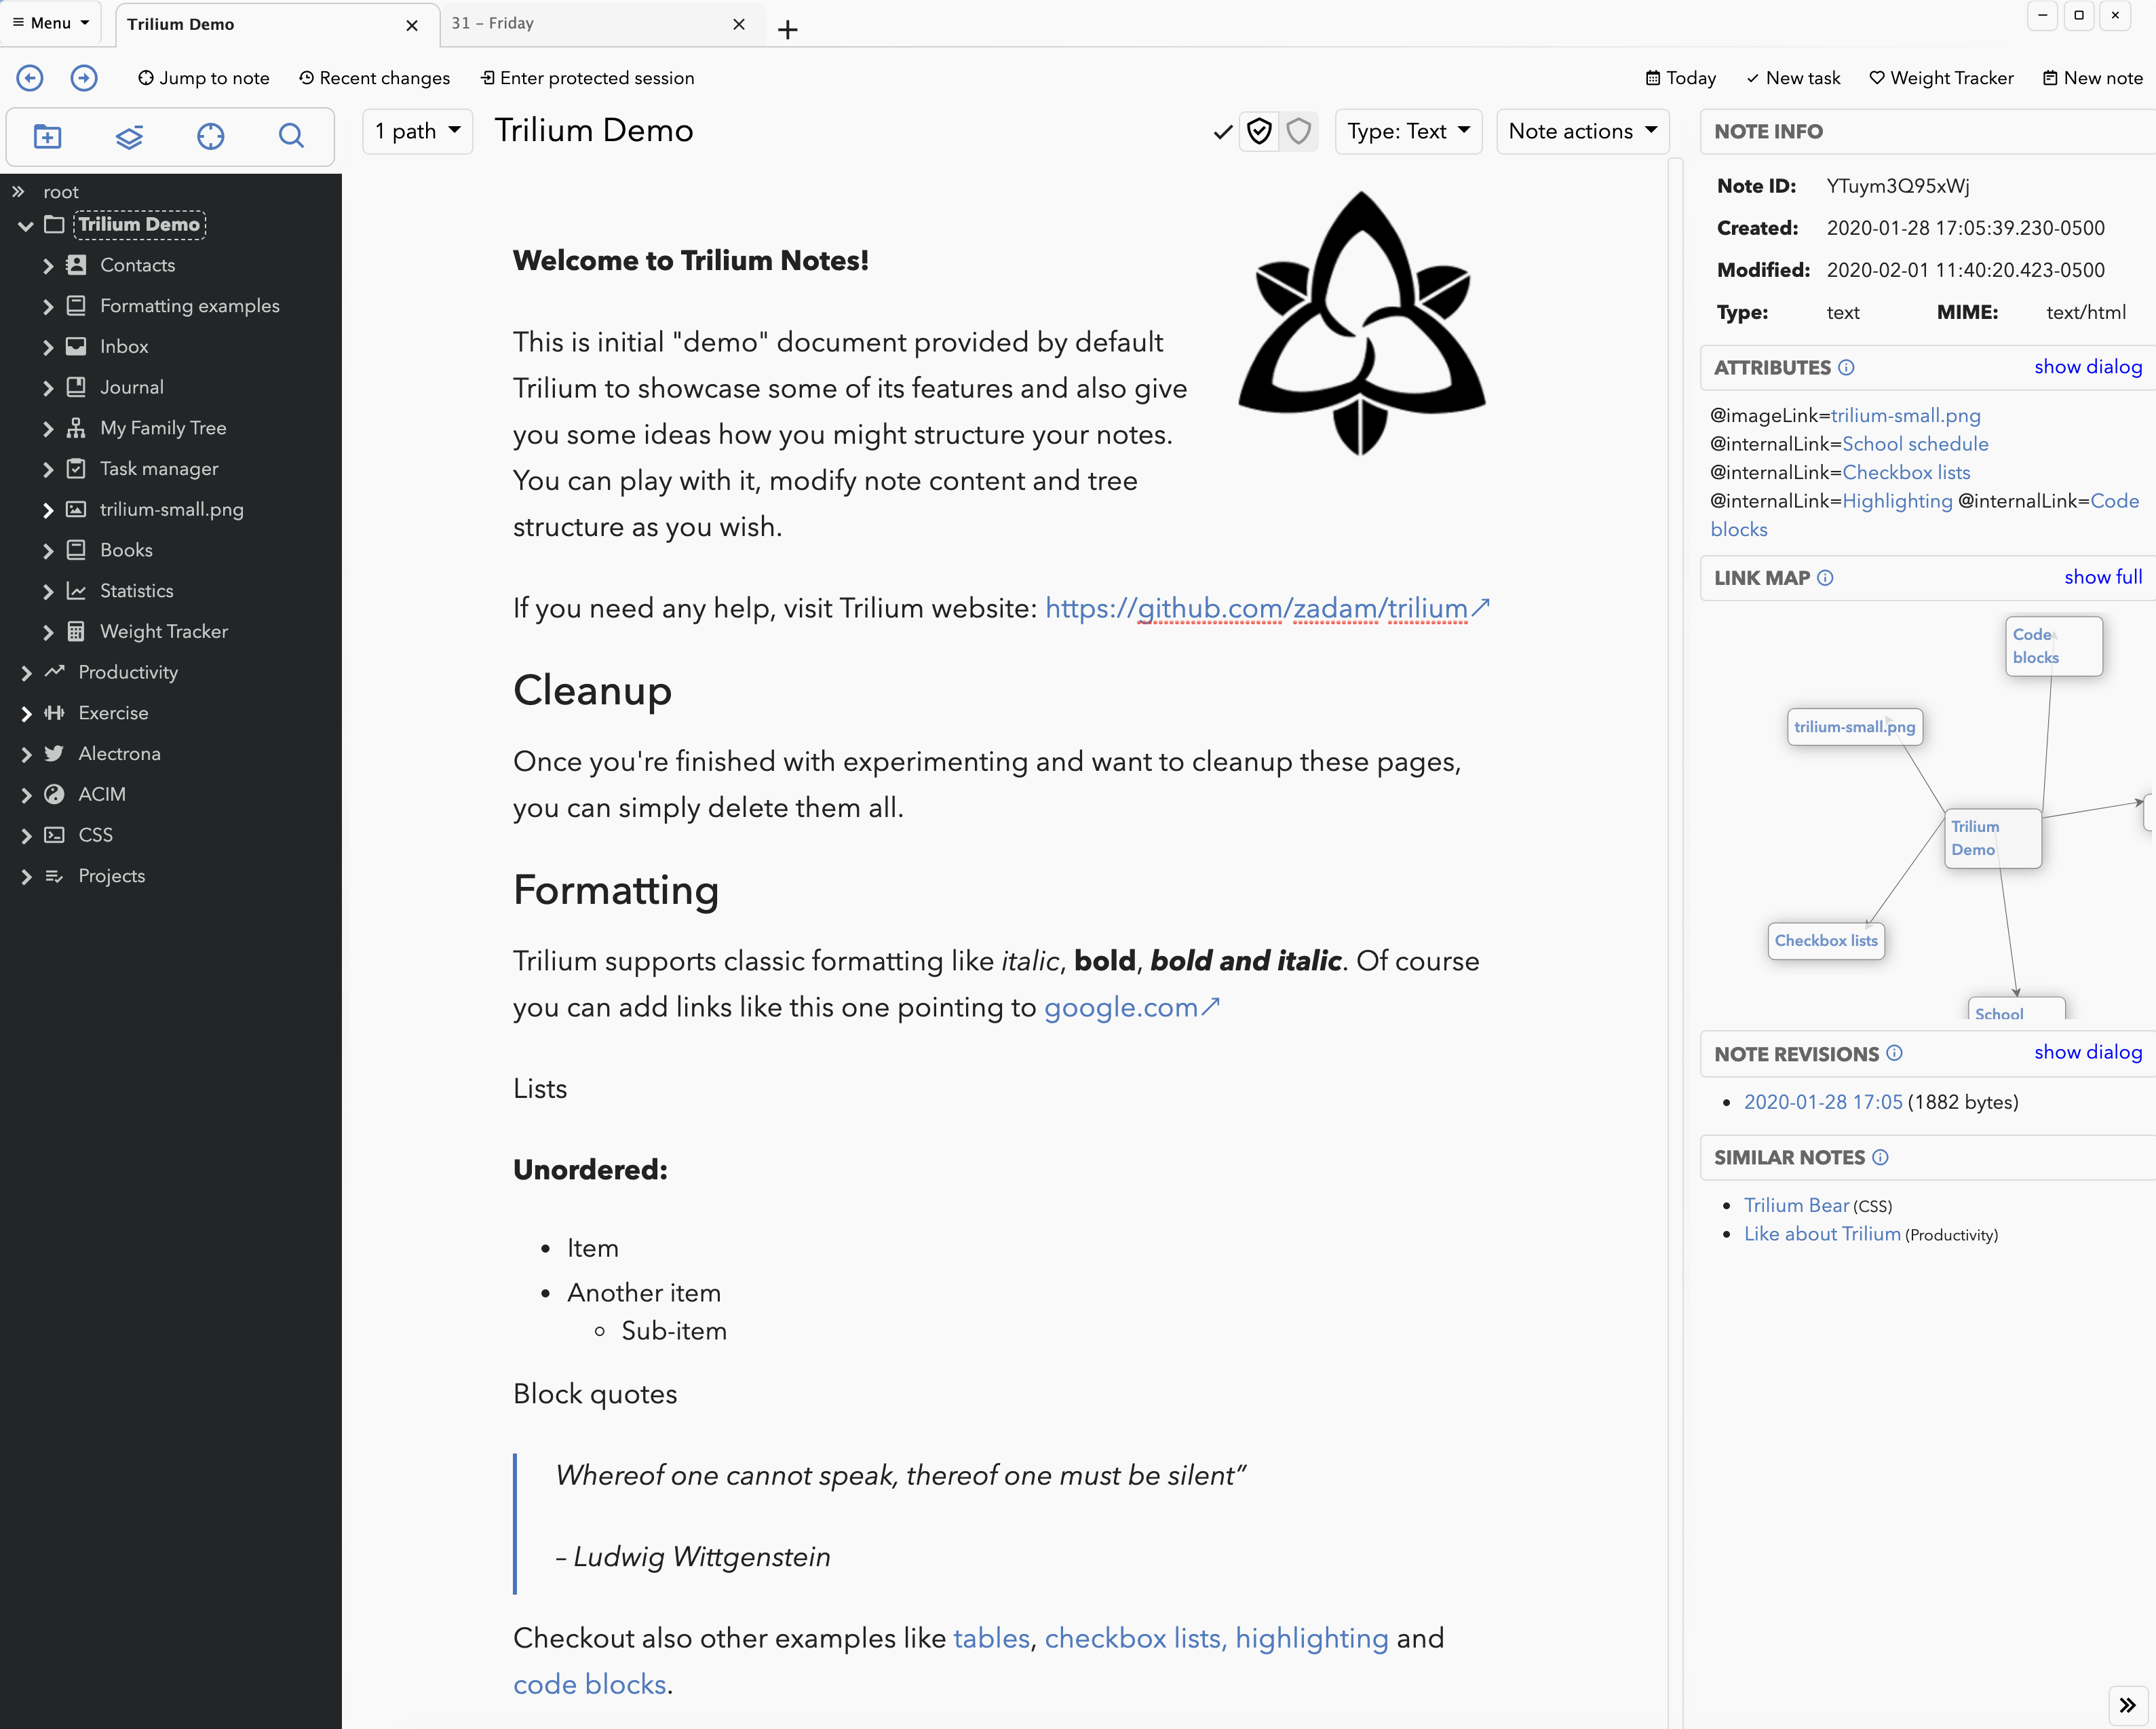 Menu
Trilium Demo
31 – Friday
Jump to note
Recent changes
Enter protected session
Today
New task
Weight Tracker
New note
root
Trilium Demo
Contacts
Formatting examples
Inbox
Journal
My Family Tree
Task manager
trilium-small.png
Books
Statistics
Weight Tracker
Productivity
Exercise
Alectrona
ACIM
CSS
Projects
1 path
Trilium Demo
Type: Text
Note actions
Welcome to Trilium Notes!
This is initial "demo" document provided by default
Trilium to showcase some of its features and also give
you some ideas how you might structure your notes.
You can play with it, modify note content and tree
structure as you wish.
If you need any help, visit Trilium website: https://github.com/zadam/trilium
Cleanup
Once you're finished with experimenting and want to cleanup these pages,
you can simply delete them all.
Formatting
Trilium supports classic formatting like italic, bold, bold and italic. Of course
you can add links like this one pointing to google.com
Lists
Unordered:
• Item
• Another item
◦ Sub-item
Block quotes
Whereof one cannot speak, thereof one must be silent”
– Ludwig Wittgenstein
Checkout also other examples like tables, checkbox lists, highlighting and
code blocks.
NOTE INFO
Note ID: YTuym3Q95xWj
Created: 2020-01-28 17:05:39.230-0500
Modified: 2020-02-01 11:40:20.423-0500
Type: text MIME: text/html
ATTRIBUTES show dialog
@imageLink=trilium-small.png
@internalLink=School schedule
@internalLink=Checkbox lists
@internalLink=Highlighting @internalLink=Code
blocks
LINK MAP show full
Code
blocks
trilium-small.png
Trilium
Demo
Checkbox lists
School
NOTE REVISIONS show dialog
• 2020-01-28 17:05 (1882 bytes)
SIMILAR NOTES
• Trilium Bear (CSS)
• Like about Trilium (Productivity)